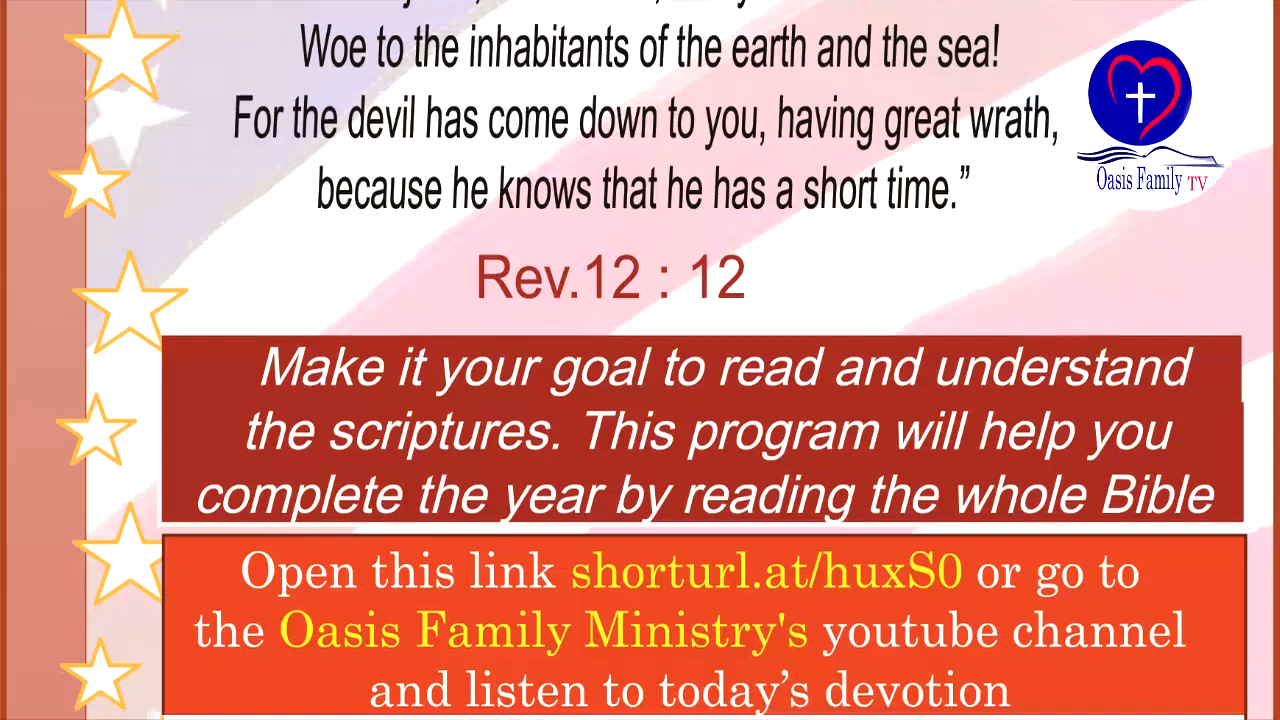 Woe to the inhabitants of the earth and the sea!
For the devil has come down to you, having great wrath,
because he knows that he has a short time.”
Rev.12 : 12
Oasis Family TV
Make it your goal to read and understand
the scriptures. This program will help you
complete the year by reading the whole Bible
Open this link shorturl.at/huxS0 or go to
the Oasis Family Ministry's youtube channel
and listen to today’s devotion